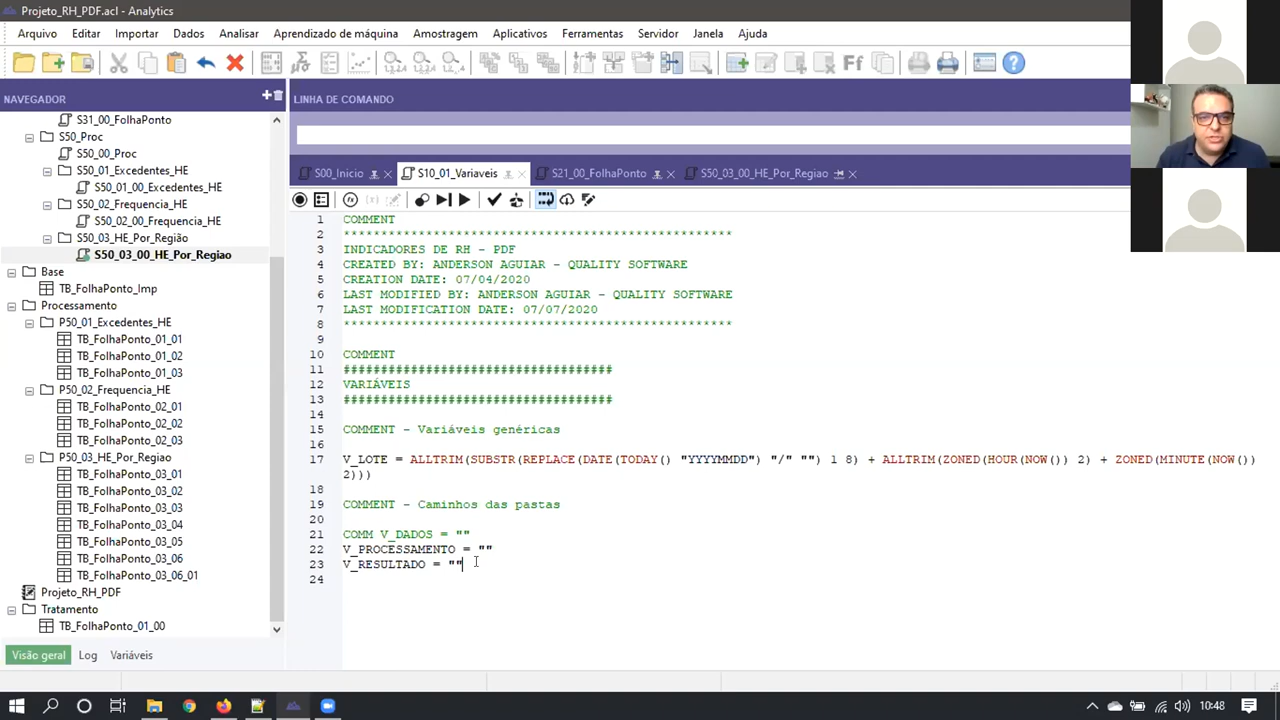 Projeto_RH_PDF.acl - Analytics
Arquivo Editar Importar Dados Analisar Aprendizado de máquina Amostragem Aplicativos Ferramentas Servidor Janela Ajuda
NAVEGADOR
LINHA DE COMANDO
S31_00_FolhaPonto
S50_Proc
S50_00_Proc
S50_01_Excedentes_HE
S50_01_00_Excedentes_HE
S50_02_Frequencia_HE
S50_02_00_Frequencia_HE
S50_03_HE_Por_Região
S50_03_00_HE_Por_Regiao
Base
TB_FolhaPonto_Imp
Processamento
P50_01_Excedentes_HE
TB_FolhaPonto_01_01
TB_FolhaPonto_01_02
TB_FolhaPonto_01_03
P50_02_Frequencia_HE
TB_FolhaPonto_02_01
TB_FolhaPonto_02_02
TB_FolhaPonto_02_03
P50_03_HE_Por_Regiao
TB_FolhaPonto_03_01
TB_FolhaPonto_03_02
TB_FolhaPonto_03_03
TB_FolhaPonto_03_04
TB_FolhaPonto_03_05
TB_FolhaPonto_03_06
TB_FolhaPonto_03_06_01
Projeto_RH_PDF
Tratamento
TB_FolhaPonto_01_00
Visão geral Log Variáveis
S00_Inicio S10_01_Variaveis S21_00_FolhaPonto S50_03_00_HE_Por_Regiao
1 COMMENT
2 ****************************************************
3 INDICADORES DE RH - PDF
4 CREATED BY: ANDERSON AGUIAR - QUALITY SOFTWARE
5 CREATION DATE: 07/04/2020
6 LAST MODIFIED BY: ANDERSON AGUIAR - QUALITY SOFTWARE
7 LAST MODIFICATION DATE: 07/07/2020
8 ****************************************************
9
10 COMMENT
11 ####################################
12 VARIÁVEIS
13 ####################################
14
15 COMMENT - Variáveis genéricas
16
17 V_LOTE = ALLTRIM(SUBSTR(REPLACE(DATE(TODAY() "YYYYMMDD") "/" "") 1 8) + ALLTRIM(ZONED(HOUR(NOW()) 2) + ZONED(MINUTE(NOW())
2)))
18
19 COMMENT - Caminhos das pastas
20
21 COMM V_DADOS = ""
22 V_PROCESSAMENTO = ""
23 V_RESULTADO = ""
24
10:48